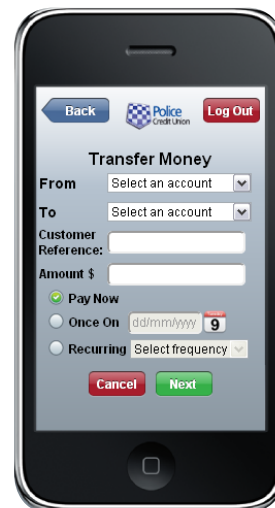 Back Police Credit Union Log Out
Transfer Money
From Select an account
To Select an account
Customer Reference:
Amount $
Pay Now
Once On dd/mm/yyyy 9
Recurring Select frequency
Cancel Next